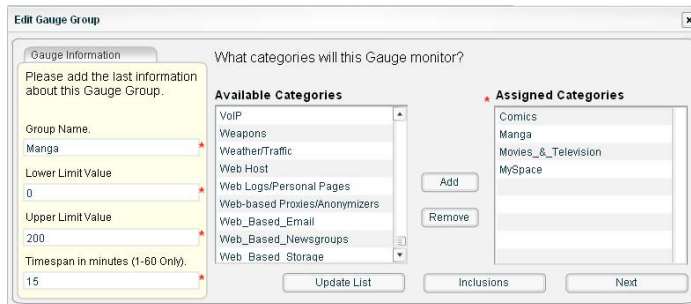 Edit Gauge Group
x
Gauge Information
Please add the last information
about this Gauge Group.
Group Name.
Manga
*
Lower Limit Value
0
*
Upper Limit Value
200
*
Timespan in minutes (1-60 Only).
15
*
What categories will this Gauge monitor?
Available Categories
VoIP
Weapons
Weather/Traffic
Web Host
Web Logs/Personal Pages
Web-based Proxies/Anonymizers
Web_Based_Email
Web_Based_Newsgroups
Web_Based_Storage
Add
Remove
* Assigned Categories
Comics
Manga
Movies_&_Television
MySpace
Update List
Inclusions
Next